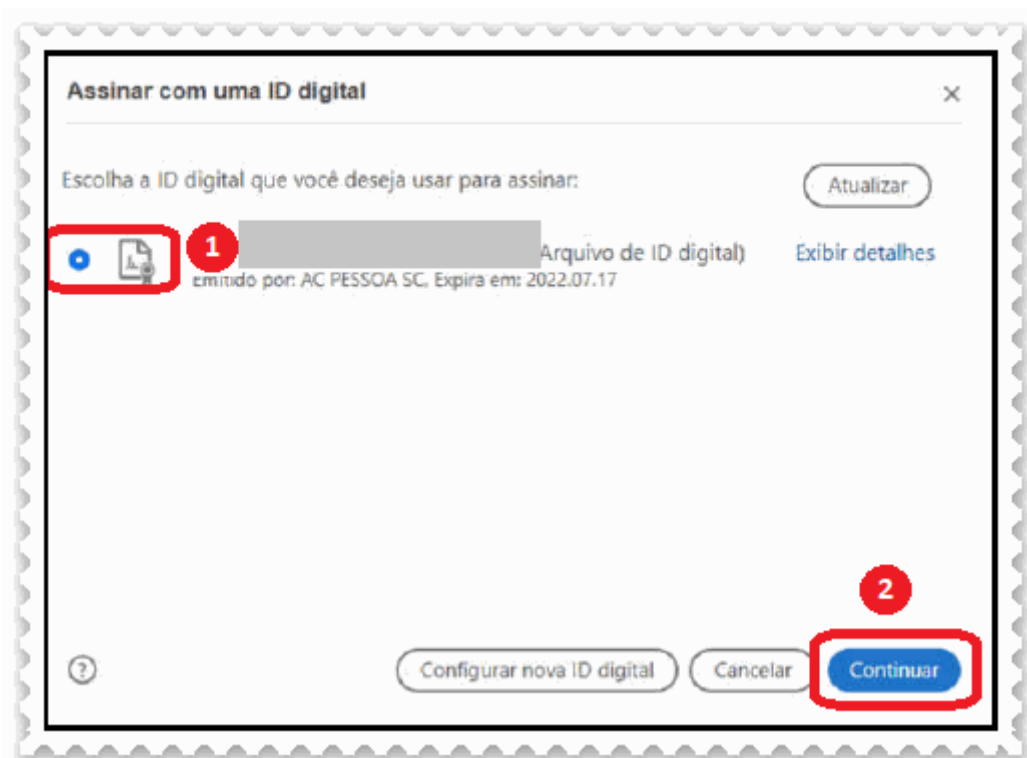 Assinar com uma ID digital
Escolha a ID digital que você deseja usar para assinar:
Atualizar
1
Arquivo de ID digital)
Exibir detalhes
Emitido por: AC PESSOA SC, Expira em: 2022.07.17
2
Configurar nova ID digital
Cancelar
Continuar